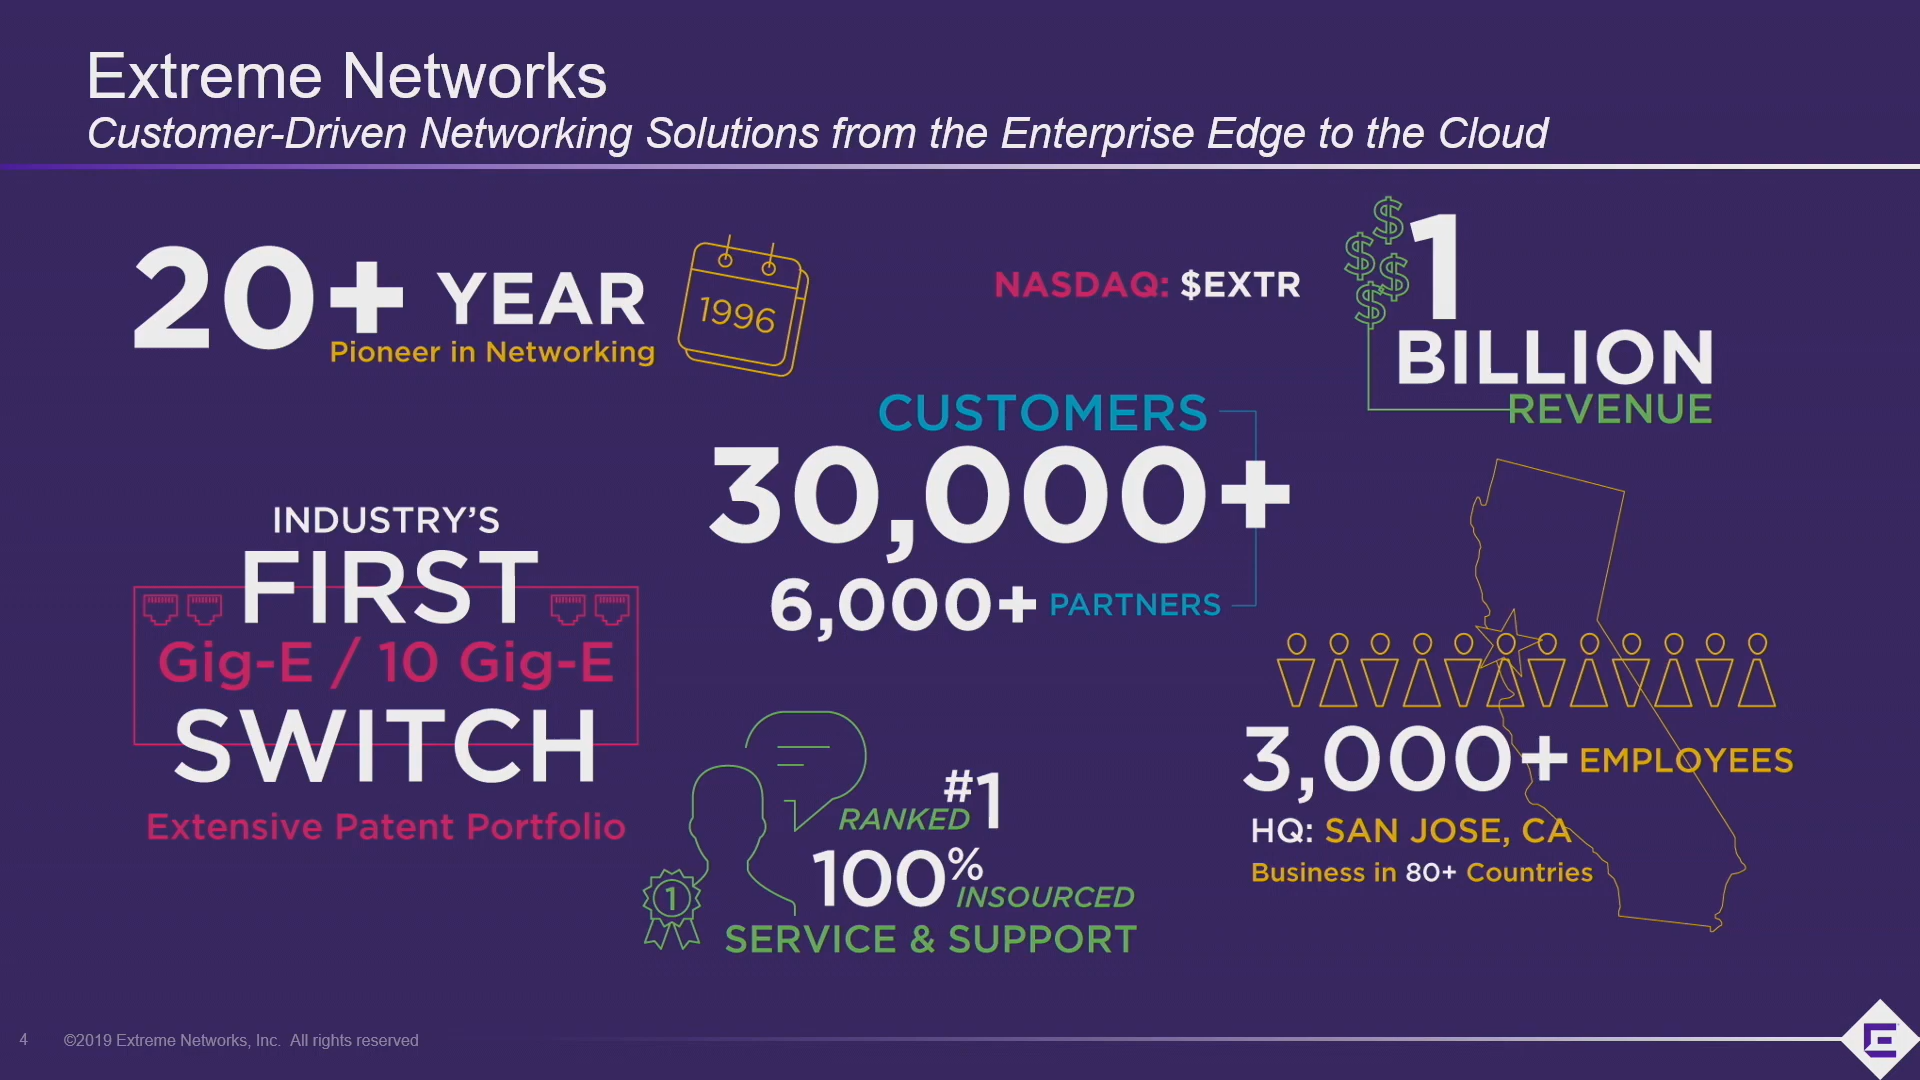 Extreme Networks
Customer-Driven Networking Solutions from the Enterprise Edge to the Cloud
20+ YEAR
Pioneer in Networking
1996
NASDAQ: $EXTR
$
$
$
$
1
BILLION
REVENUE
CUSTOMERS
30,000+
6,000+ PARTNERS
INDUSTRY’S
FIRST
Gig-E / 10 Gig-E
SWITCH
Extensive Patent Portfolio
RANKED #1
100% INSOURCED
SERVICE & SUPPORT
1
3,000+ EMPLOYEES
HQ: SAN JOSE, CA
Business in 80+ Countries
4
©2019 Extreme Networks, Inc. All rights reserved
E